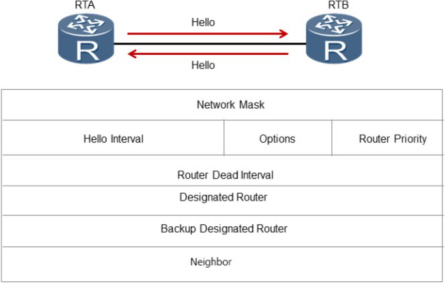 RTA RTB
Hello
R R
Hello
Network Mask
Hello Interval Options Router Priority
Router Dead Interval
Designated Router
Backup Designated Router
Neighbor